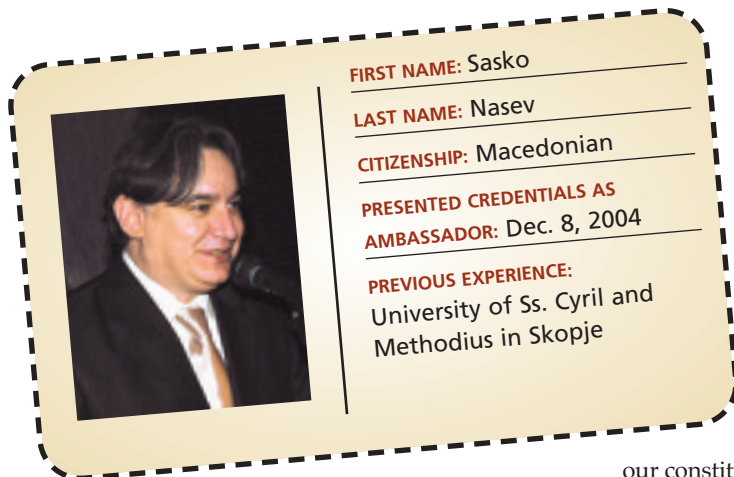 FIRST NAME: Sasko
LAST NAME: Nasev
CITIZENSHIP: Macedonian
PRESENTED CREDENTIALS AS
AMBASSADOR: Dec. 8, 2004
PREVIOUS EXPERIENCE:
University of Ss. Cyril and
Methodius in Skopje
our